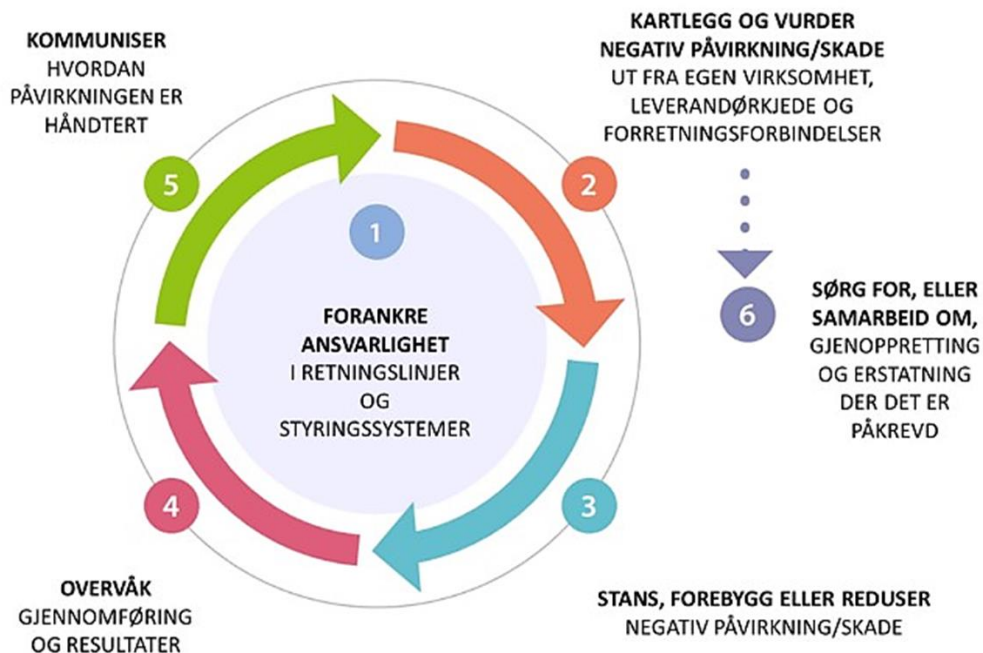 1
FORANKRE
ANSVARLIGHET
I RETNINGSLINJER
OG
STYRINGSSYSTEMER
2
KARTLEGG OG VURDER
NEGATIV PÅVIRKNING/SKADE
UT FRA EGEN VIRKSOMHET,
LEVERANDØRKJEDE OG
FORRETNINGSFORBINDELSER
3
STANS, FOREBYGG ELLER REDUSER
NEGATIV PÅVIRKNING/SKADE
4
OVERVÅK
GJENNOMFØRING
OG RESULTATER
5
KOMMUNISER
HVORDAN
PÅVIRKNINGEN ER
HÅNDTERT
6
SØRG FOR, ELLER
SAMARBEID OM,
GJENOPPRETTING
OG ERSTATNING
DER DET ER
PÅKREVD